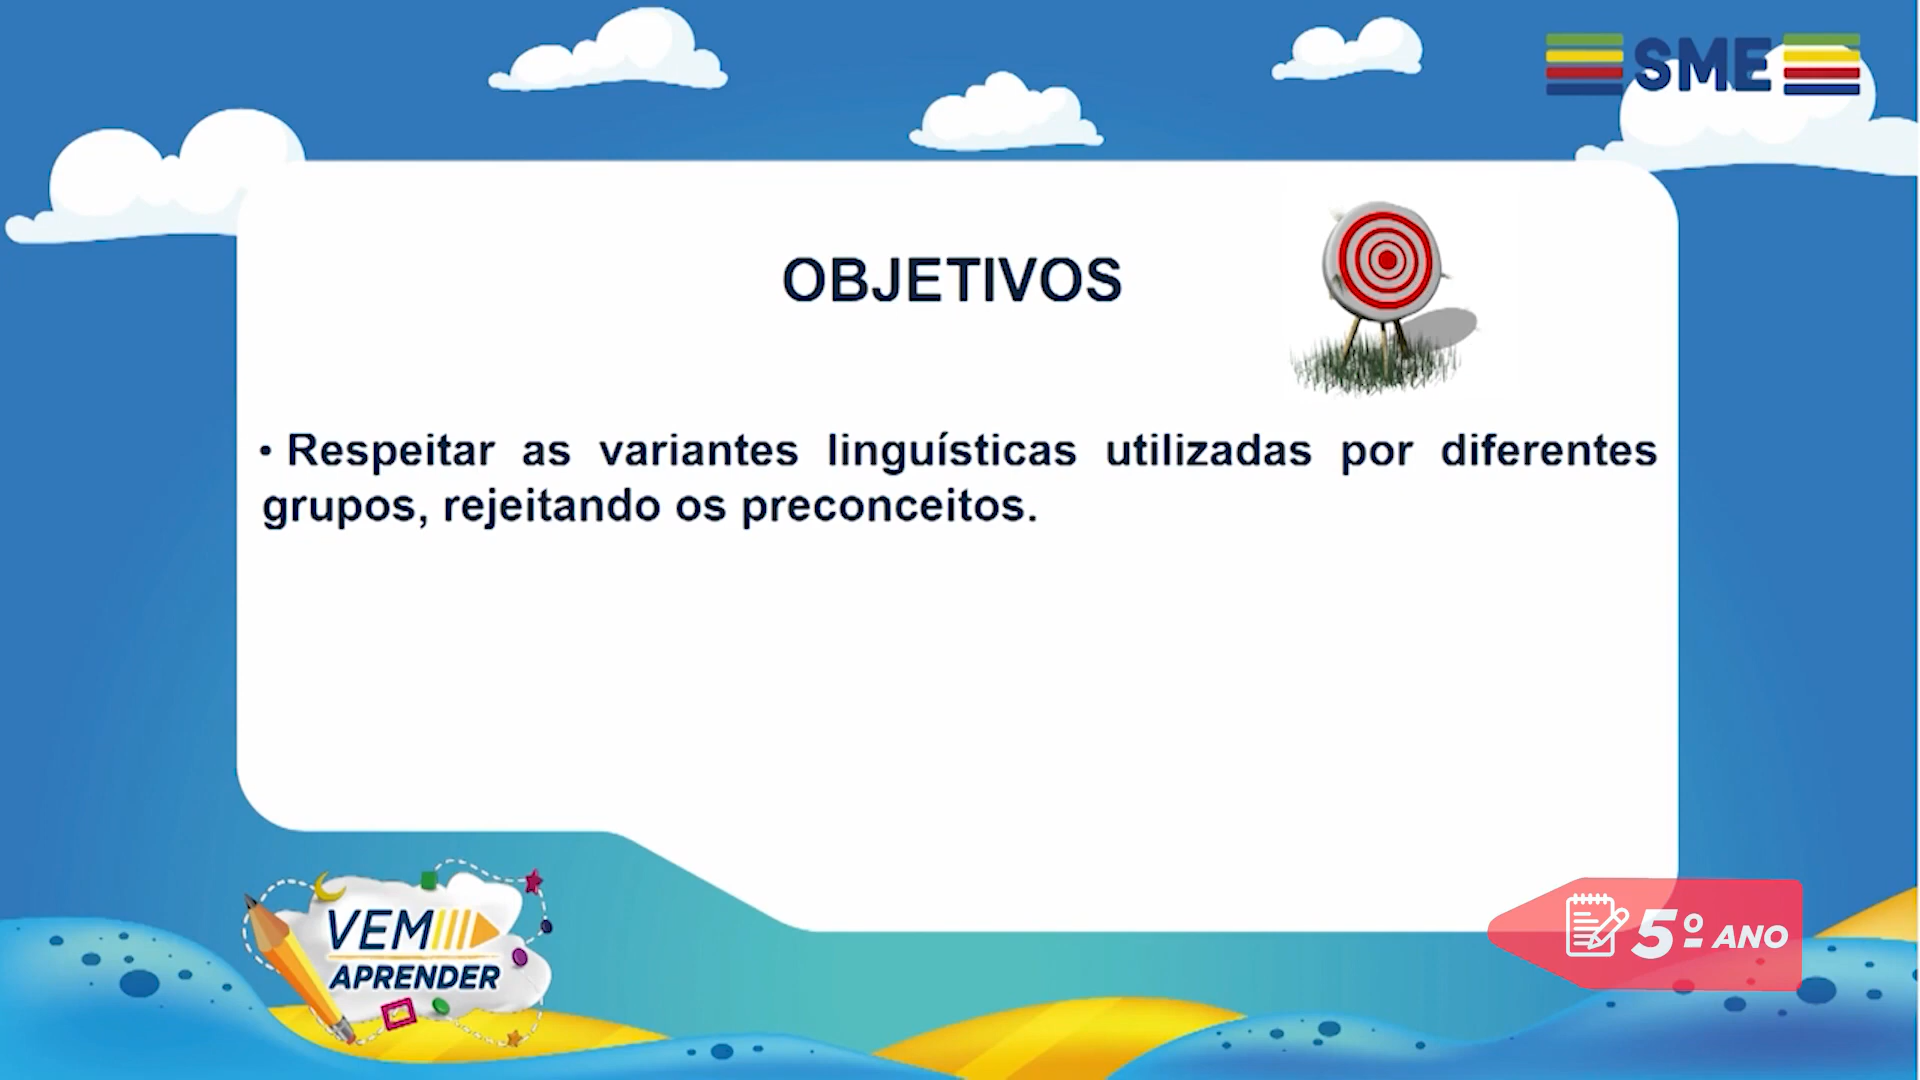 SME
OBJETIVOS
• Respeitar as variantes linguísticas utilizadas por diferentes
grupos, rejeitando os preconceitos.
VEM
APRENDER
5º ANO